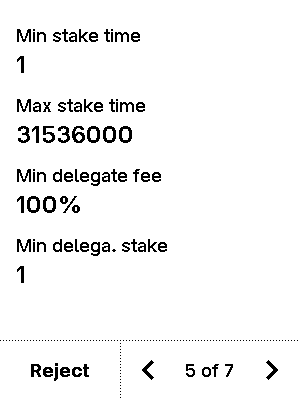 Min stake time
1
Max stake time
31536000
Min delegate fee
100%
Min delega. stake
1
Reject
5 of 7